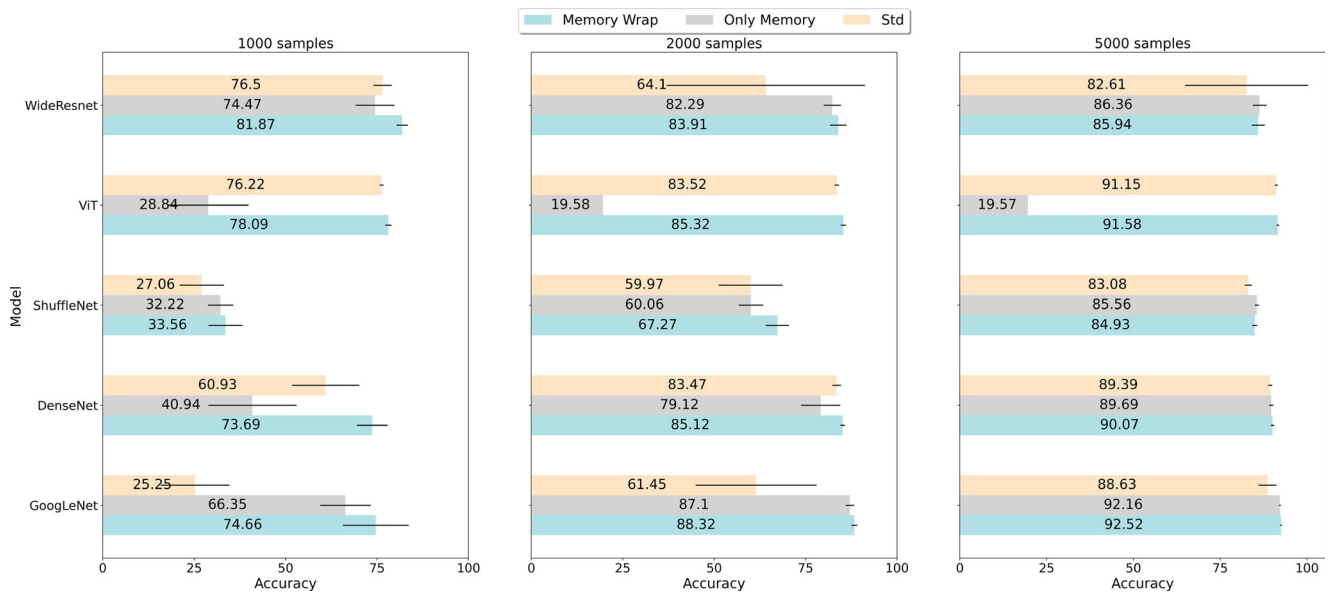 Memory Wrap Only Memory Std
1000 samples
WideResnet
76.5
74.47
81.87
ViT
76.22
28.84
78.09
ShuffleNet
27.06
32.22
33.56
DenseNet
60.93
40.94
73.69
GoogLeNet
25.25
66.35
74.66
Model
0 25 50 75 100
Accuracy
2000 samples
64.1
82.29
83.91
83.52
19.58
85.32
59.97
60.06
67.27
83.47
79.12
85.12
61.45
87.1
88.32
0 25 50 75 100
Accuracy
5000 samples
82.61
86.36
85.94
91.15
19.57
91.58
83.08
85.56
84.93
89.39
89.69
90.07
88.63
92.16
92.52
0 25 50 75 100
Accuracy